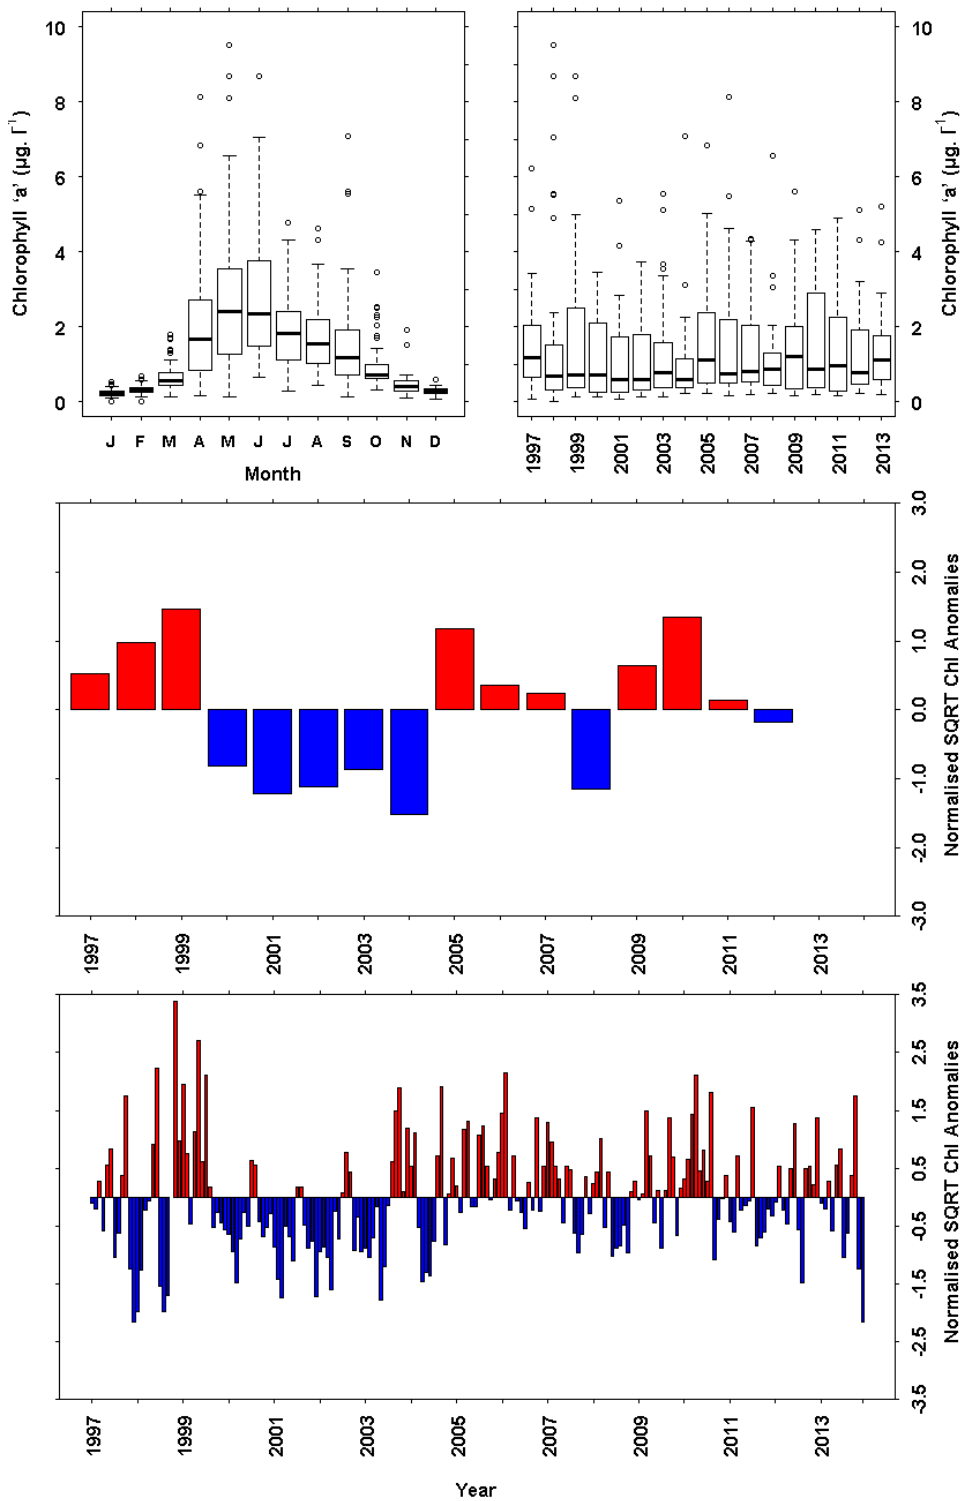 10
8
6
4
2
0
Chlorophyll ‘a’ (µg. l⁻¹)
J F M A M J J A S O N D
Month
10
8
6
4
2
0
Chlorophyll ‘a’ (µg. l⁻¹)
1997 1999 2001 2003 2005 2007 2009 2011 2013
3.0
2.0
1.0
0.0
-1.0
-2.0
-3.0
Normalised SQRT Chl Anomalies
1997 1999 2001 2003 2005 2007 2009 2011 2013
3.5
2.5
1.5
0.5
-0.5
-1.5
-2.5
-3.5
Normalised SQRT Chl Anomalies
1997 1999 2001 2003 2005 2007 2009 2011 2013
Year